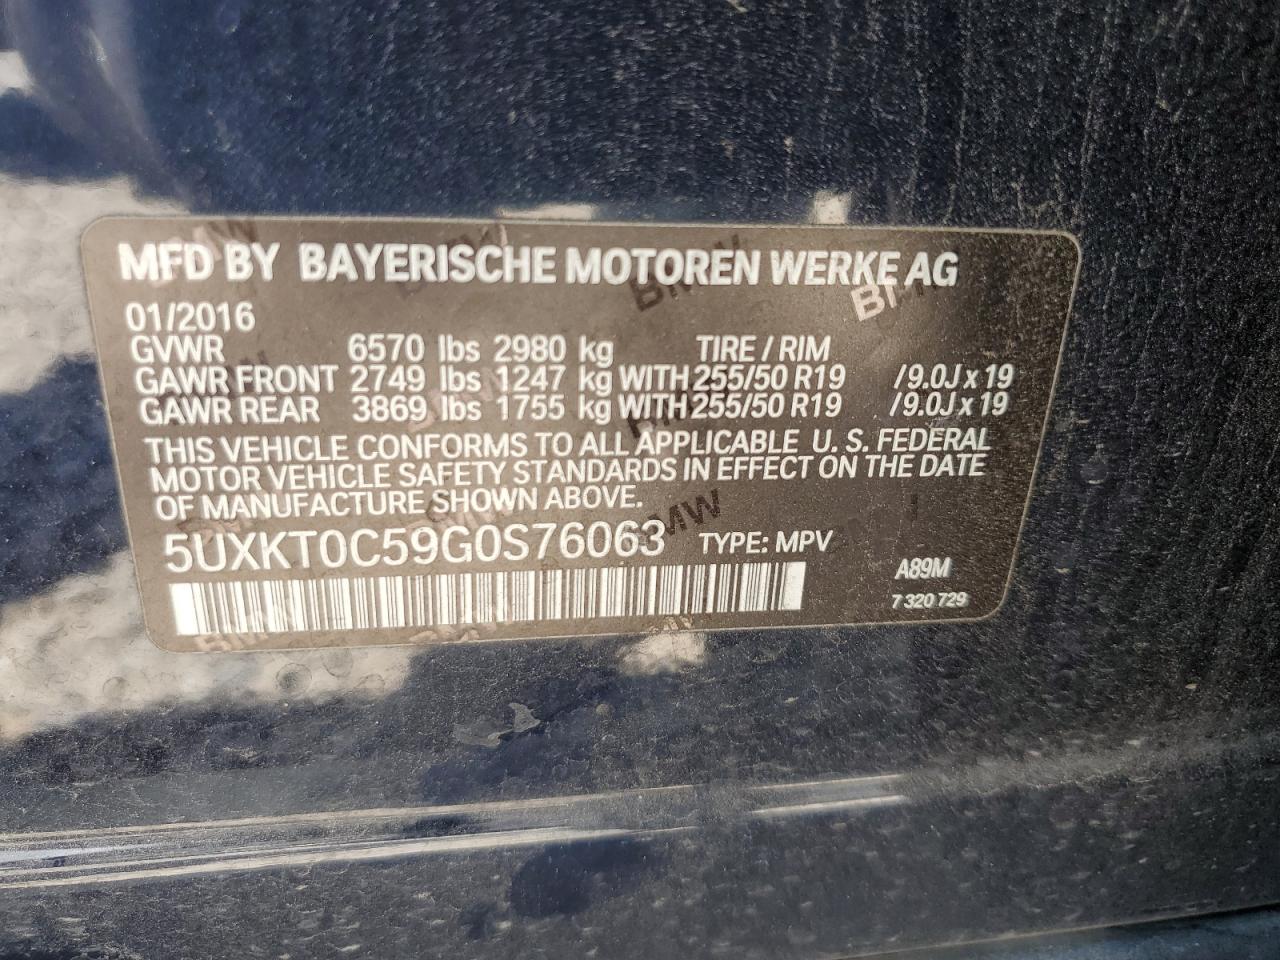 MFD BY BAYERISCHE MOTOREN WERKE AG
01/2016
GVWR 6570 lbs 2980 kg TIRE / RIM
GAWR FRONT 2749 lbs 1247 kg WITH 255/50 R19 /9.0J x 19
GAWR REAR 3869 lbs 1755 kg WITH 255/50 R19 /9.0J x 19
THIS VEHICLE CONFORMS TO ALL APPLICABLE U. S. FEDERAL
MOTOR VEHICLE SAFETY STANDARDS IN EFFECT ON THE DATE
OF MANUFACTURE SHOWN ABOVE.
5UXKT0C59G0S76063 TYPE: MPV
A89M
7 320 729